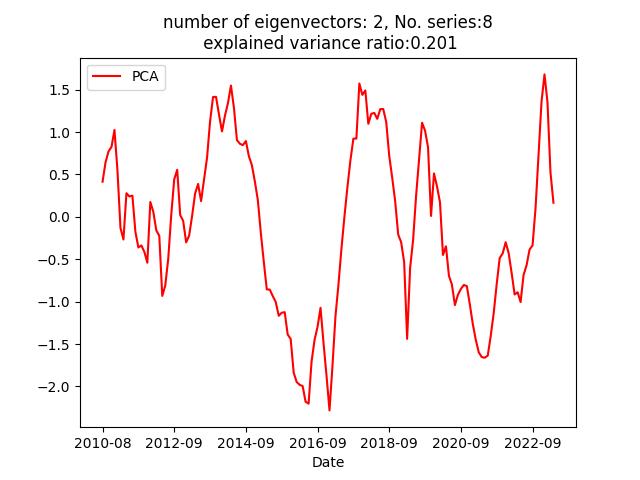 number of eigenvectors: 2, No. series:8
explained variance ratio:0.201
PCA
1.5
1.0
0.5
0.0
−0.5
−1.0
−1.5
−2.0
2010-08 2012-09 2014-09 2016-09 2018-09 2020-09 2022-09
Date